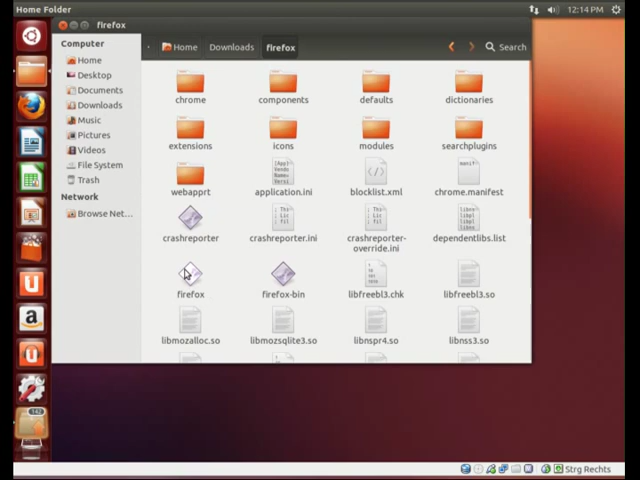 Home Folder
12:14 PM
firefox
Computer
Home
Desktop
Documents
Downloads
Music
Pictures
Videos
File System
Trash
Network
Browse Net...
Home
Downloads
firefox
Search
chrome
components
defaults
dictionaries
extensions
icons
modules
searchplugins
webapprt
application.ini
blocklist.xml
chrome.manifest
crashreporter
crashreporter.ini
crashreporter-
override.ini
dependentlibs.list
firefox
firefox-bin
libfreebl3.chk
libfreebl3.so
libmozalloc.so
libmozsqlite3.so
libnspr4.so
libnss3.so
Strg Rechts